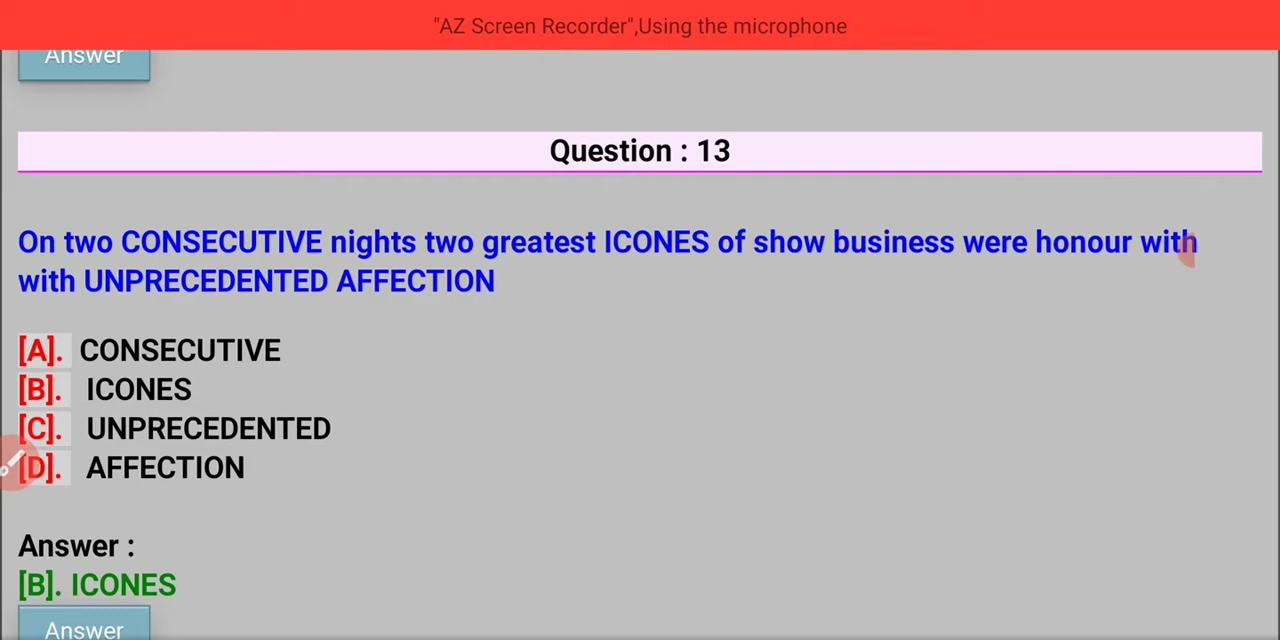 "AZ Screen Recorder",Using the microphone
Answer
Question : 13
On two CONSECUTIVE nights two greatest ICONES of show business were honour with
with UNPRECEDENTED AFFECTION
[A]. CONSECUTIVE
[B]. ICONES
[C]. UNPRECEDENTED
[D]. AFFECTION
Answer :
[B]. ICONES
Answer